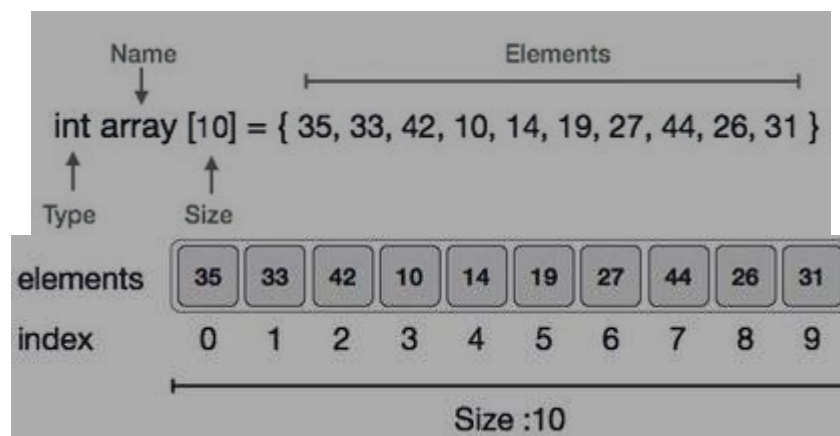 Name Elements
int array [10] = { 35, 33, 42, 10, 14, 19, 27, 44, 26, 31 }
Type Size
elements 35 33 42 10 14 19 27 44 26 31
index 0 1 2 3 4 5 6 7 8 9
Size :10